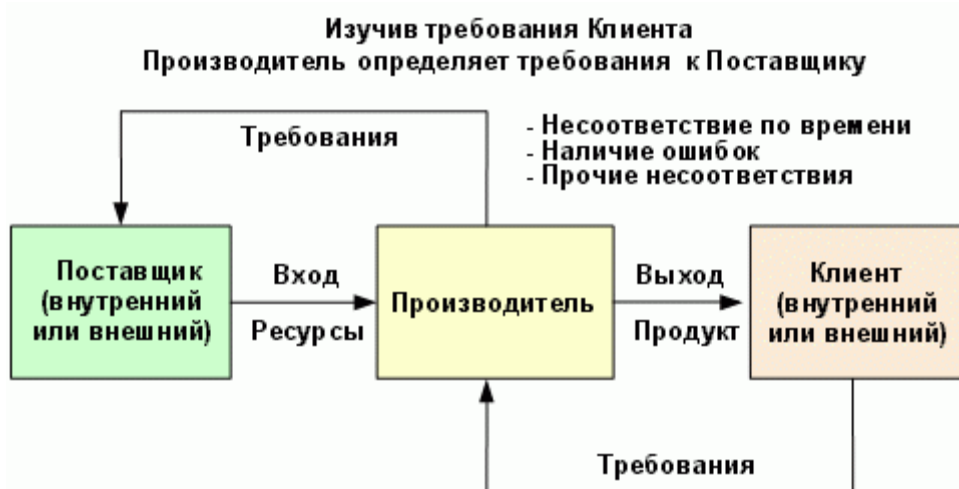 Изучив требования Клиента
Производитель определяет требования к Поставщику
Требования
- Несоответствие по времени
- Наличие ошибок
- Прочие несоответствия
Поставщик
(внутренний
или внешний)
Вход
Ресурсы
Производитель
Выход
Продукт
Клиент
(внутренний
или внешний)
Требования